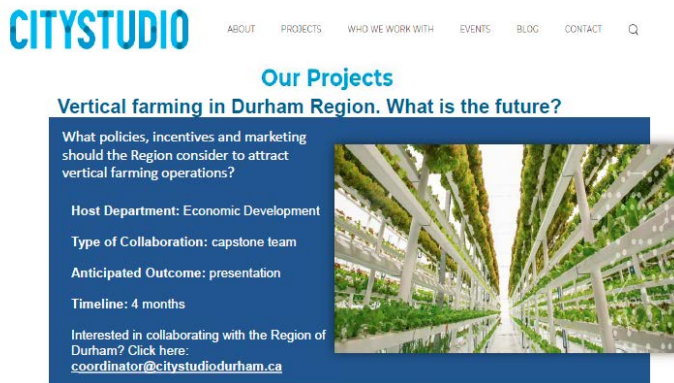 CITYSTUDIO
ABOUT PROJECTS WHO WE WORK WITH EVENTS BLOG CONTACT
Our Projects
Vertical farming in Durham Region. What is the future?
What policies, incentives and marketing
should the Region consider to attract
vertical farming operations?
Host Department: Economic Development
Type of Collaboration: capstone team
Anticipated Outcome: presentation
Timeline: 4 months
Interested in collaborating with the Region of
Durham? Click here:
coordinator@citystudiodurham.ca